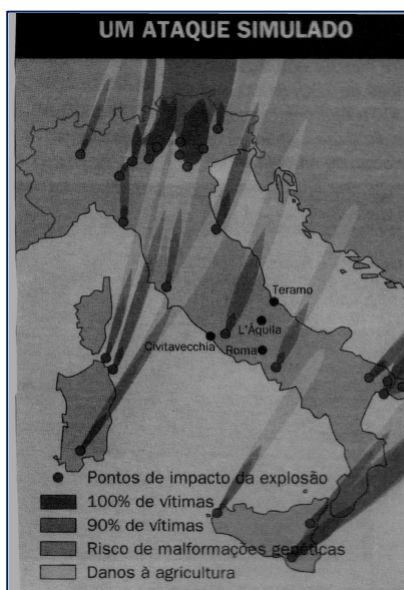 UM ATAQUE SIMULADO
Teramo
L'Áquila
Civitavecchia
Roma
Pontos de impacto da explosão
100% de vítimas
90% de vítimas
Risco de malformações genéticas
Danos à agricultura